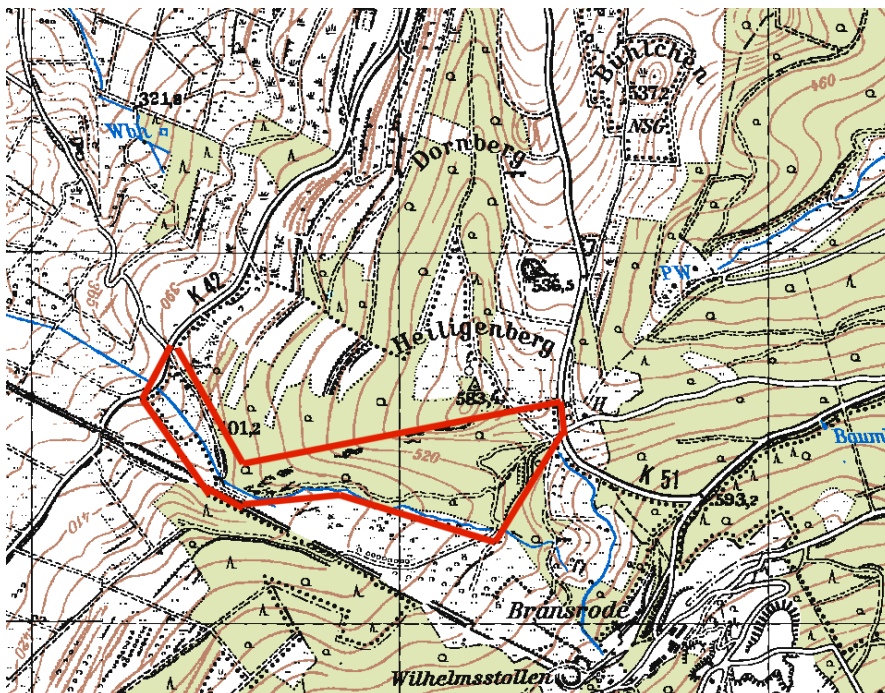 Bühlchen
460
321,8
537,2
Wbh
NSG
Dornberg
PW
536,5
365
390
K 42
Heiligenberg
583,4
H
01,2
520
K 51
593,2
410
Bransrode
Wilhelmsstollen